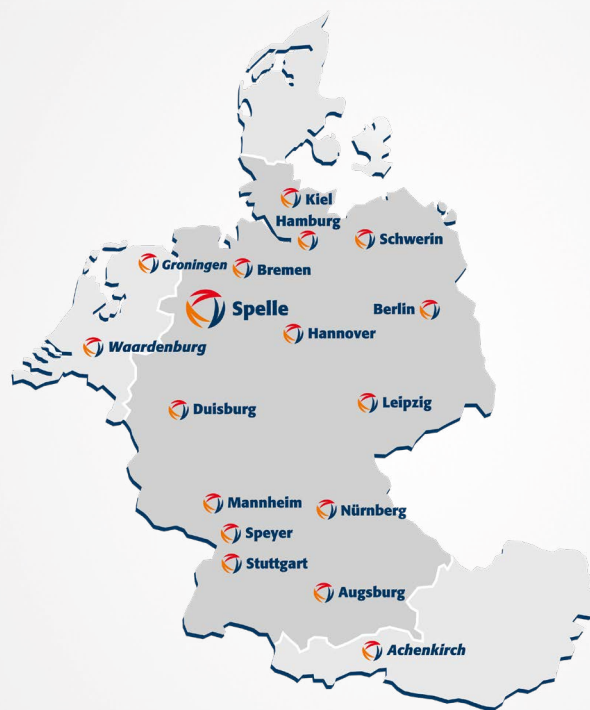 Kiel
Hamburg
Schwerin
Groningen
Bremen
Spelle
Berlin
Hannover
Waardenburg
Duisburg
Leipzig
Mannheim
Nürnberg
Speyer
Stuttgart
Augsburg
Achenkirch